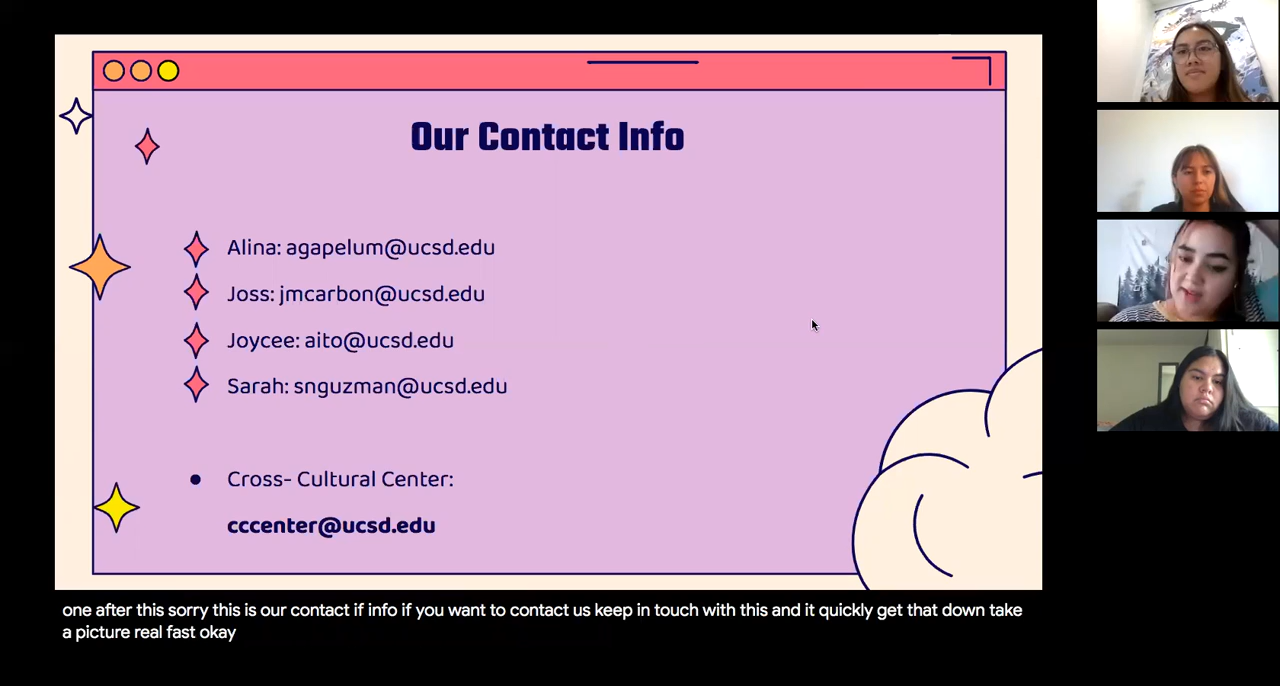 Our Contact Info
Alina: agapelum@ucsd.edu
Joss: jmcarbon@ucsd.edu
Joycee: aito@ucsd.edu
Sarah: snguzman@ucsd.edu
Cross- Cultural Center:
cccenter@ucsd.edu
one after this sorry this is our contact if info if you want to contact us keep in touch with this and it quickly get that down take
a picture real fast okay